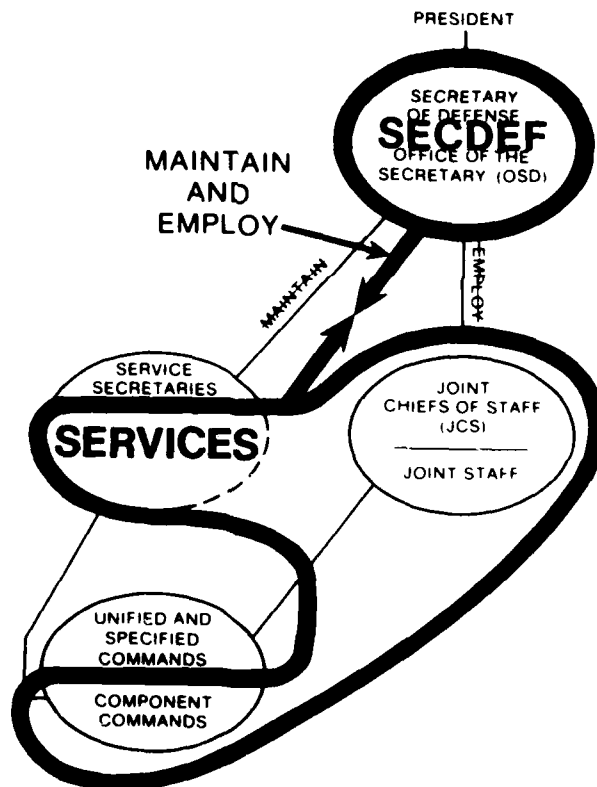 PRESIDENT
SECRETARY
OF DEFENSE
SECDEF
OFFICE OF THE
SECRETARY (OSD)
MAINTAIN
AND
EMPLOY
MAINTAIN
EMPLOY
SERVICE
SECRETARIES
SERVICES
JOINT
CHIEFS OF STAFF
(JCS)
JOINT STAFF
UNIFIED AND
SPECIFIED
COMMANDS
COMPONENT
COMMANDS